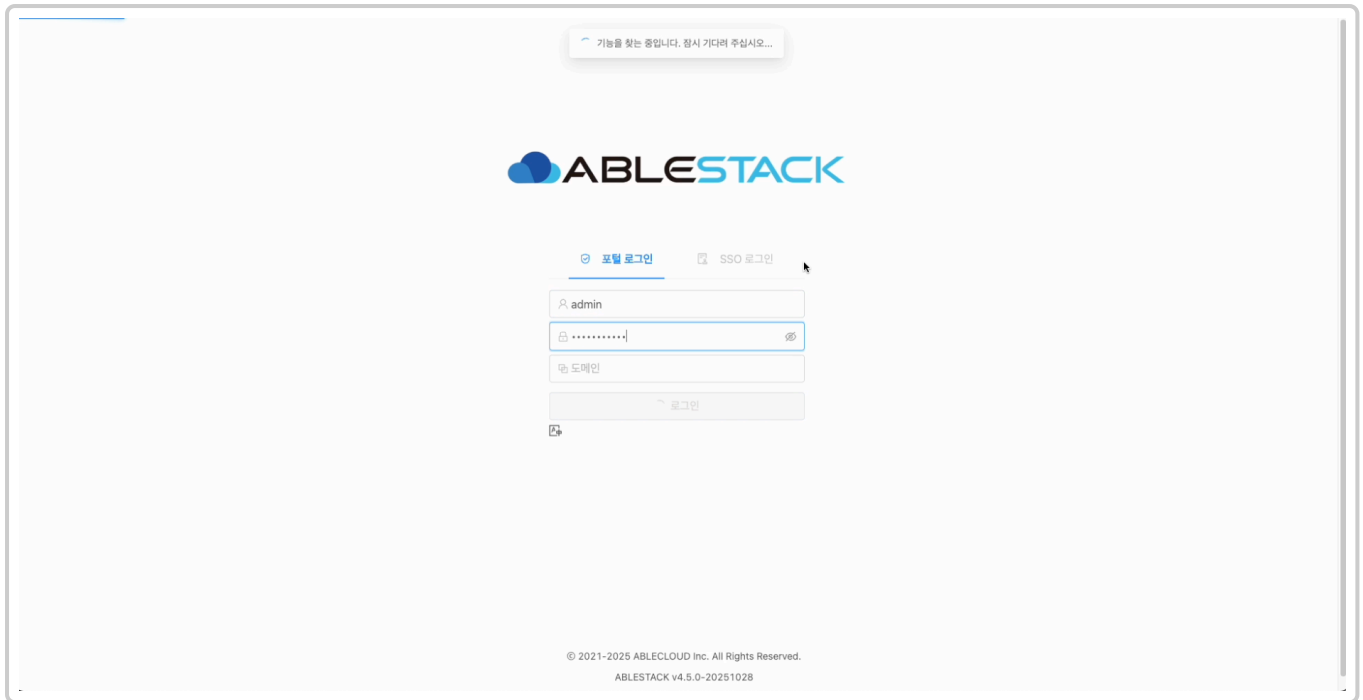 기능을 찾는 중입니다. 잠시 기다려 주십시오...
ABLESTACK
포털 로그인 SSO 로그인
admin
•••••••••••
도메인
로그인
© 2021-2025 ABLECLOUD Inc. All Rights Reserved.
ABLESTACK v4.5.0-20251028